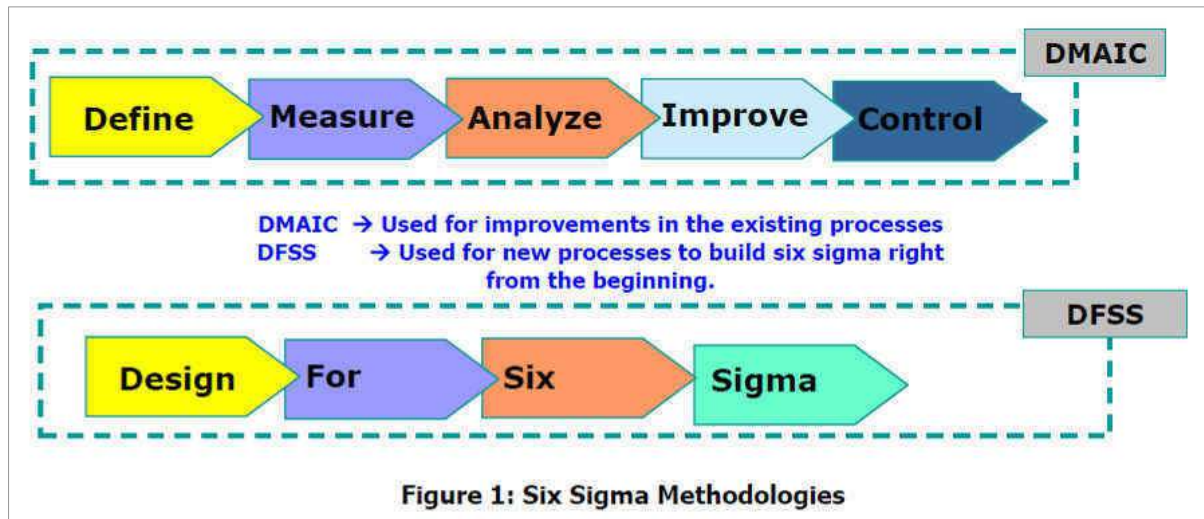 DMAIC
Define Measure Analyze Improve Control
DMAIC → Used for improvements in the existing processes
DFSS → Used for new processes to build six sigma right
from the beginning.
DFSS
Design For Six Sigma
Figure 1: Six Sigma Methodologies